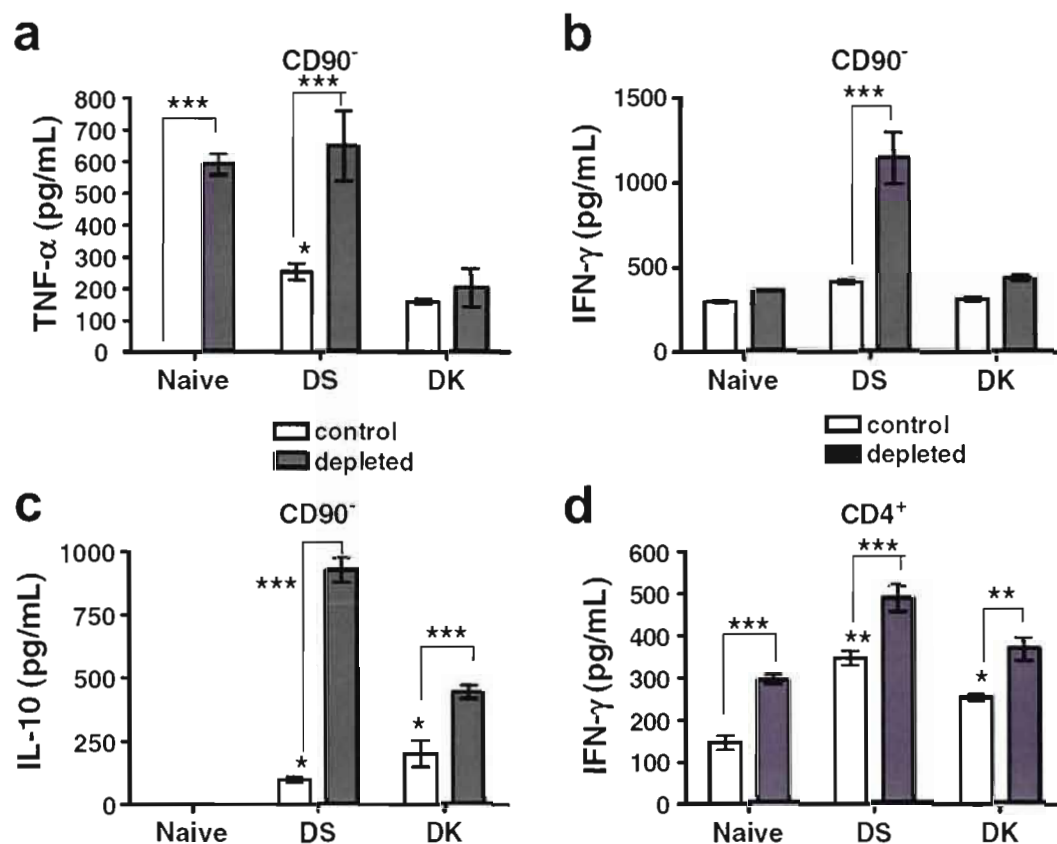 a
CD90⁻
TNF-α (pg/mL)
800
700
600
500
400
300
200
100
0
***
***
*
Naive
DS
DK
control
depleted
b
CD90⁻
IFN-γ (pg/mL)
1500
1000
500
0
***
Naive
DS
DK
control
depleted
c
CD90⁻
IL-10 (pg/mL)
1000
750
500
250
0
***
*
***
*
Naive
DS
DK
d
CD4⁺
IFN-γ (pg/mL)
600
500
400
300
200
100
0
***
***
**
**
*
Naive
DS
DK